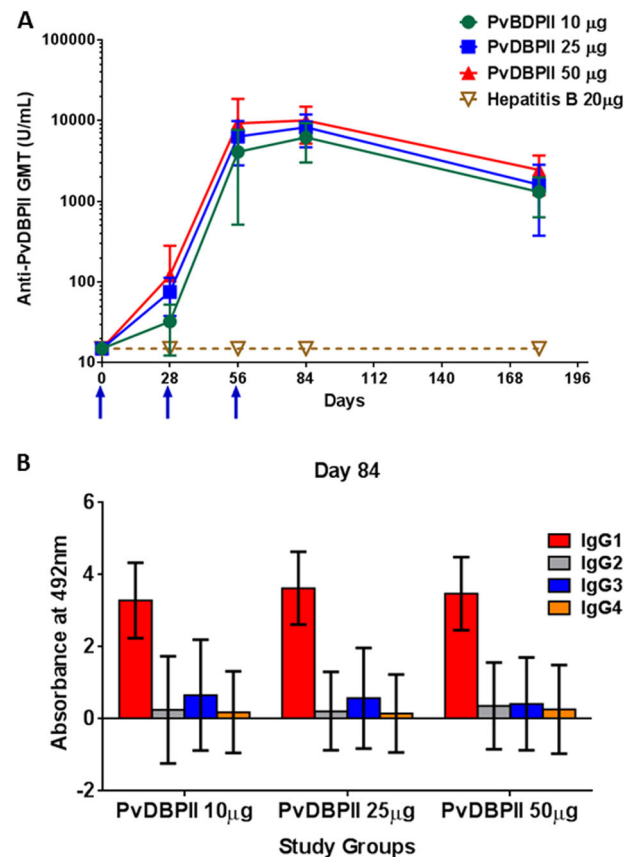 A
PvBDPII 10 µg
PvDBPII 25 µg
PvDBPII 50 µg
Hepatitis B 20µg
Anti-PvDBPII GMT (U/mL)
100000
10000
1000
100
10
0 28 56 84 112 140 168 196
Days
B
Day 84
IgG1
IgG2
IgG3
IgG4
Absorbance at 492nm
6
4
2
0
-2
PvDBPII 10µg PvDBPII 25µg PvDBPII 50µg
Study Groups